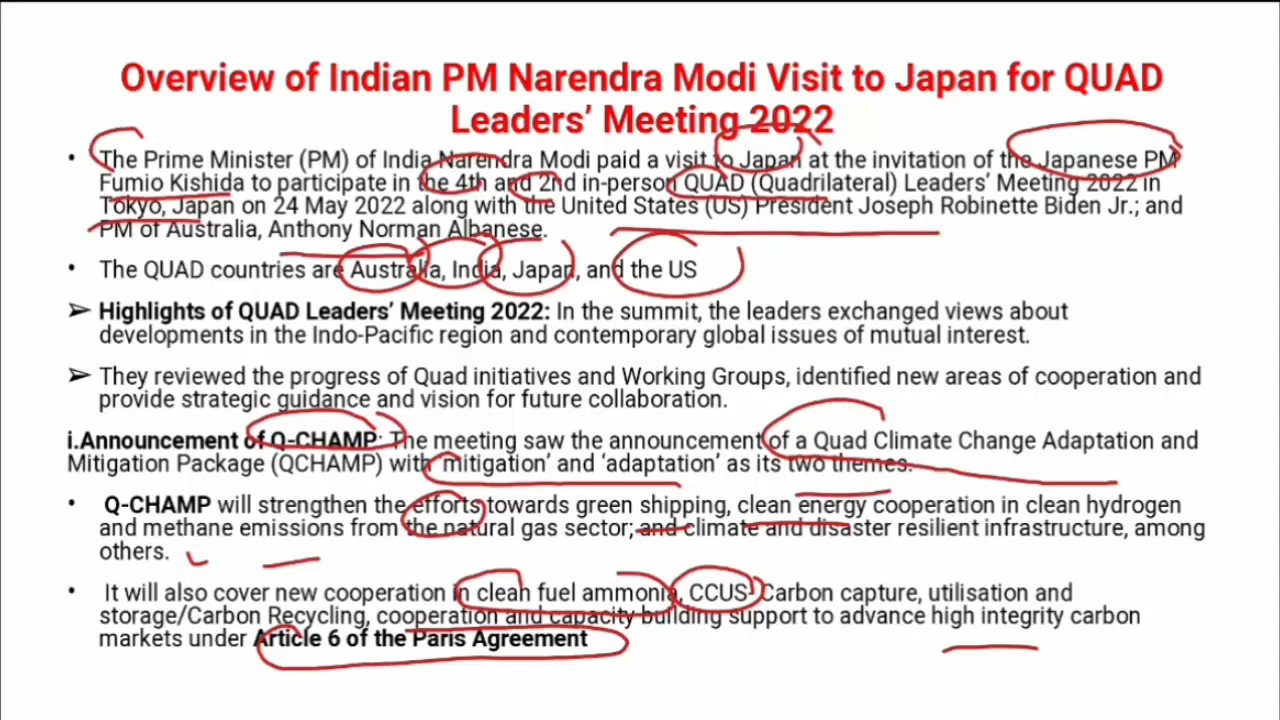 Overview of Indian PM Narendra Modi Visit to Japan for QUAD
Leaders' Meeting 2022
• The Prime Minister (PM) of India Narendra Modi paid a visit to Japan at the invitation of the Japanese PM
Fumio Kishida to participate in the 4th and 2nd in-person QUAD (Quadrilateral) Leaders' Meeting 2022 in
Tokyo, Japan on 24 May 2022 along with the United States (US) President Joseph Robinette Biden Jr.; and
PM of Australia, Anthony Norman Albanese.
• The QUAD countries are Australia, India, Japan, and the US
➢ Highlights of QUAD Leaders' Meeting 2022: In the summit, the leaders exchanged views about
developments in the Indo-Pacific region and contemporary global issues of mutual interest.
➢ They reviewed the progress of Quad initiatives and Working Groups, identified new areas of cooperation and
provide strategic guidance and vision for future collaboration.
i.Announcement of Q-CHAMP: The meeting saw the announcement of a Quad Climate Change Adaptation and
Mitigation Package (QCHAMP) with 'mitigation' and 'adaptation' as its two themes.
• Q-CHAMP will strengthen the efforts towards green shipping, clean energy cooperation in clean hydrogen
and methane emissions from the natural gas sector; and climate and disaster resilient infrastructure, among
others.
• It will also cover new cooperation in clean fuel ammonia, CCUS Carbon capture, utilisation and
storage/Carbon Recycling, cooperation and capacity building support to advance high integrity carbon
markets under Article 6 of the Paris Agreement